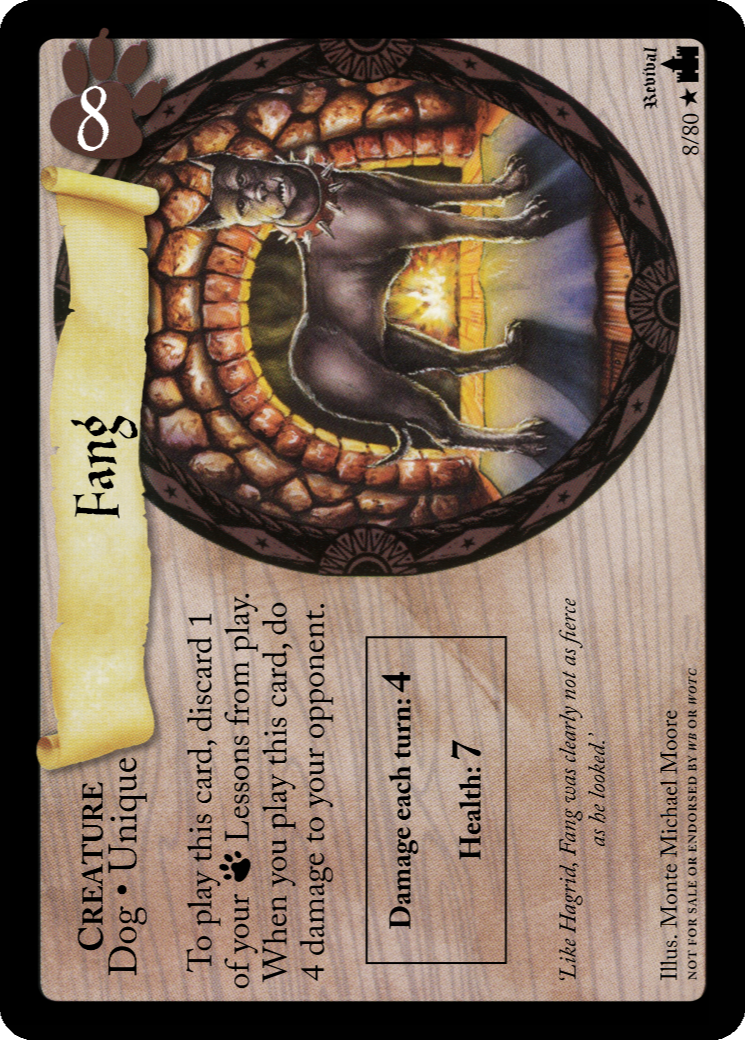 Fang
8
CREATURE
Dog • Unique
To play this card, discard 1
of your Lessons from play.
When you play this card, do
4 damage to your opponent.
Damage each turn: 4
Health: 7
'Like Hagrid, Fang was clearly not as fierce
as he looked.'
Illus. Monte Michael Moore
NOT FOR SALE OR ENDORSED BY WB OR WOTC
Revival
8/80 ★